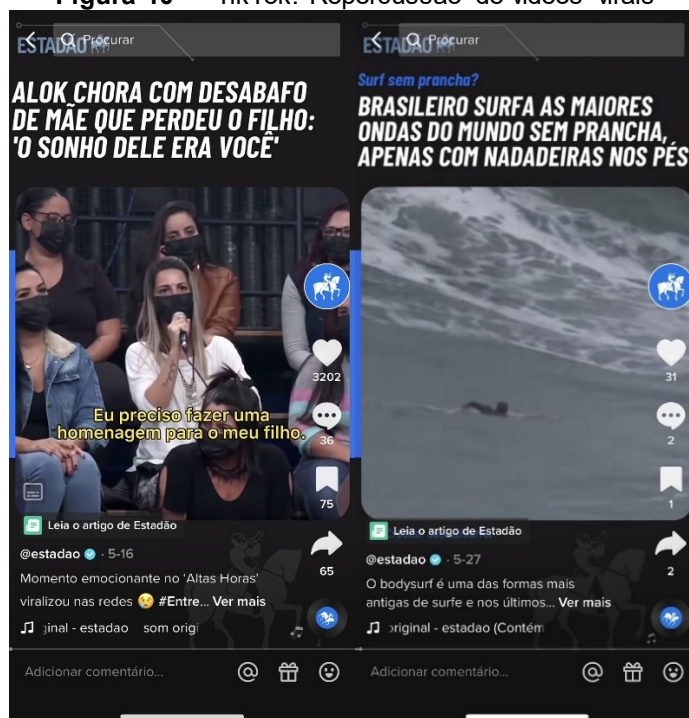 TikTok: Repercussão de vídeos virais
ESTADÃO
Procurar
ALOK CHORA COM DESABAFO
DE MÃE QUE PERDEU O FILHO:
'O SONHO DELE ERA VOCÊ'
3202
Eu preciso fazer uma
homenagem para o meu filho.
36
75
Leia o artigo de Estadão
@estadao · 5-16
65
Momento emocionante no 'Altas Horas'
viralizou nas redes 😢 #Entre... Ver mais
ginal - estadao som origi
Adicionar comentário...
ESTADÃO
Procurar
Surf sem prancha?
BRASILEIRO SURFA AS MAIORES
ONDAS DO MUNDO SEM PRANCHA,
APENAS COM NADADEIRAS NOS PÉS
31
2
1
Leia o artigo de Estadão
@estadao · 5-27
2
O bodysurf é uma das formas mais
antigas de surfe e nos últimos... Ver mais
original - estadao (Contém
Adicionar comentário...